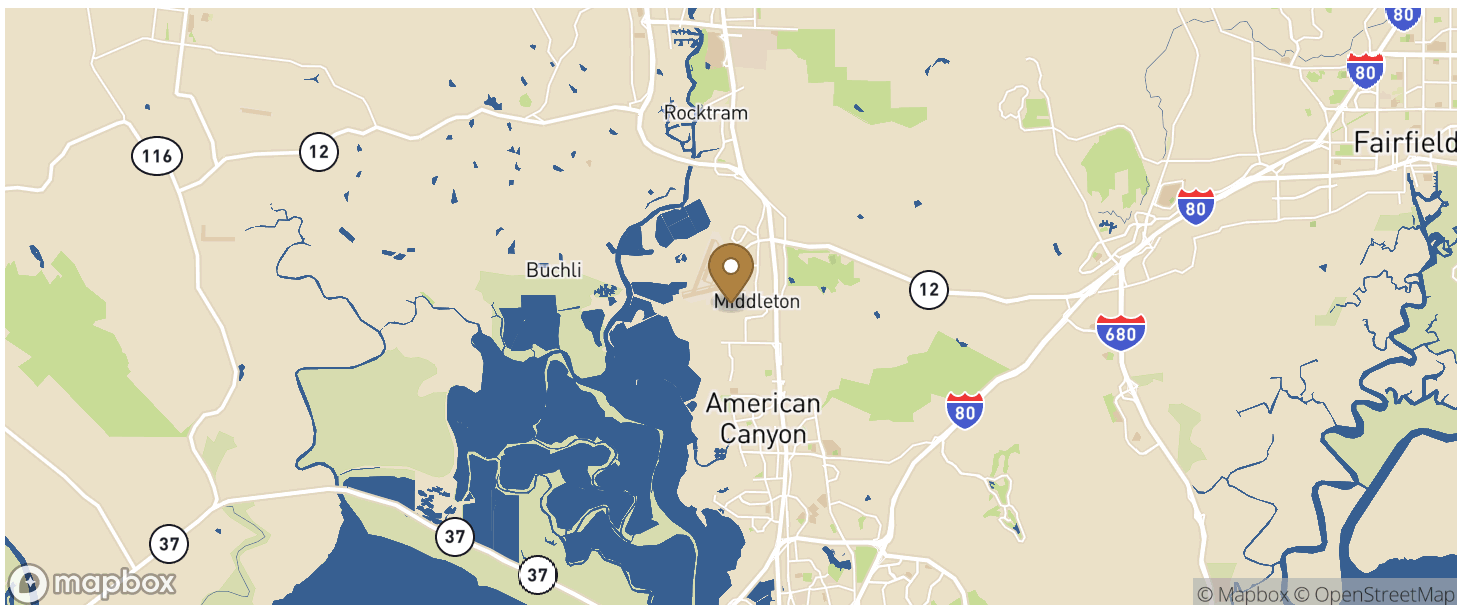 80
80
Rocktram
116
12
Fairfield
80
Buchli
Middleton
12
680
American
Canyon
80
37
37
37
mapbox
© Mapbox © OpenStreetMap